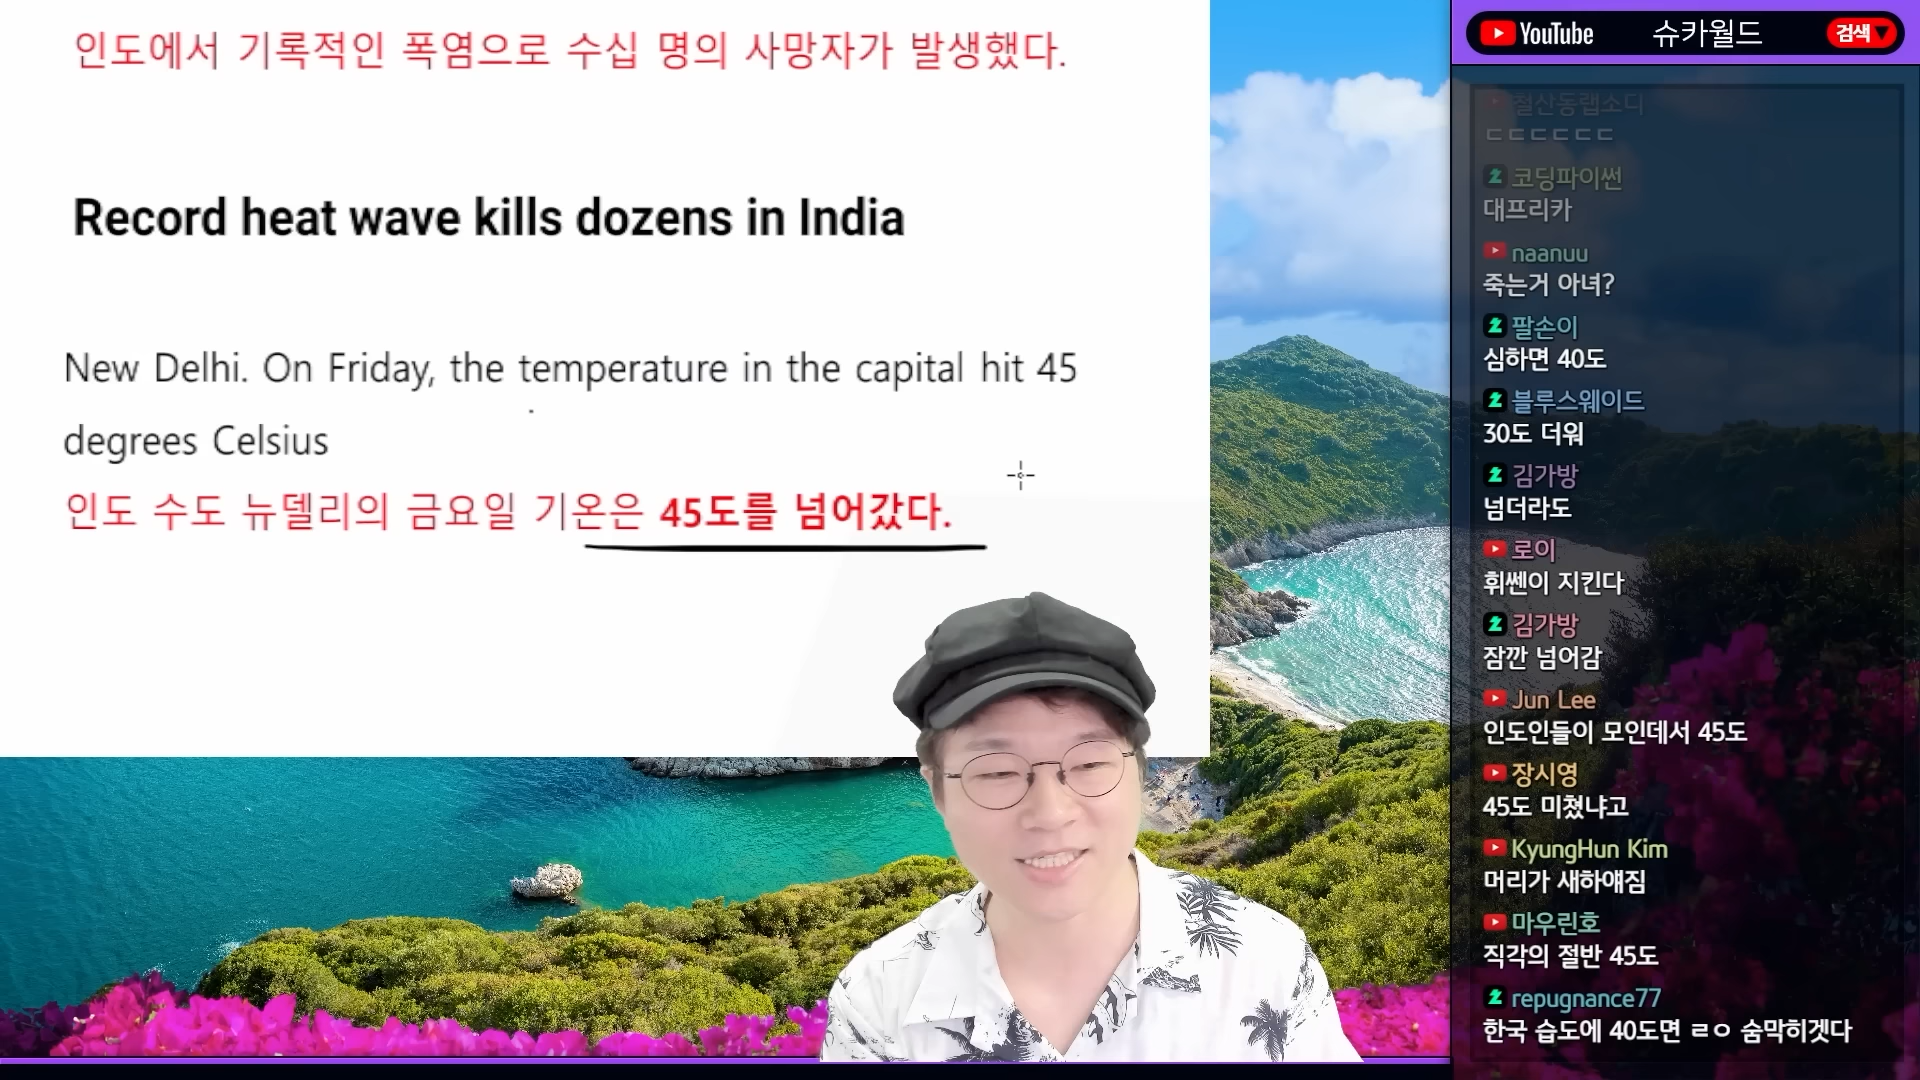 인도에서 기록적인 폭염으로 수십 명의 사망자가 발생했다.
Record heat wave kills dozens in India
New Delhi. On Friday, the temperature in the capital hit 45
degrees Celsius
인도 수도 뉴델리의 금요일 기온은 45도를 넘어갔다.
YouTube 슈카월드 검색
철산동랩소디
ㄷㄷㄷㄷㄷㄷ
코딩파이썬
대프리카
naanuu
죽는거 아녀?
팔손이
심하면 40도
블루스웨이드
30도 더워
김가방
넘더라도
로이
휘쎈이 지킨다
김가방
잠깐 넘어감
Jun Lee
인도인들이 모인데서 45도
장시영
45도 미쳤냐고
KyungHun Kim
머리가 새하얘짐
마우린호
직각의 절반 45도
repugnance77
한국 습도에 40도면 ㄹㅇ 숨막히겟다